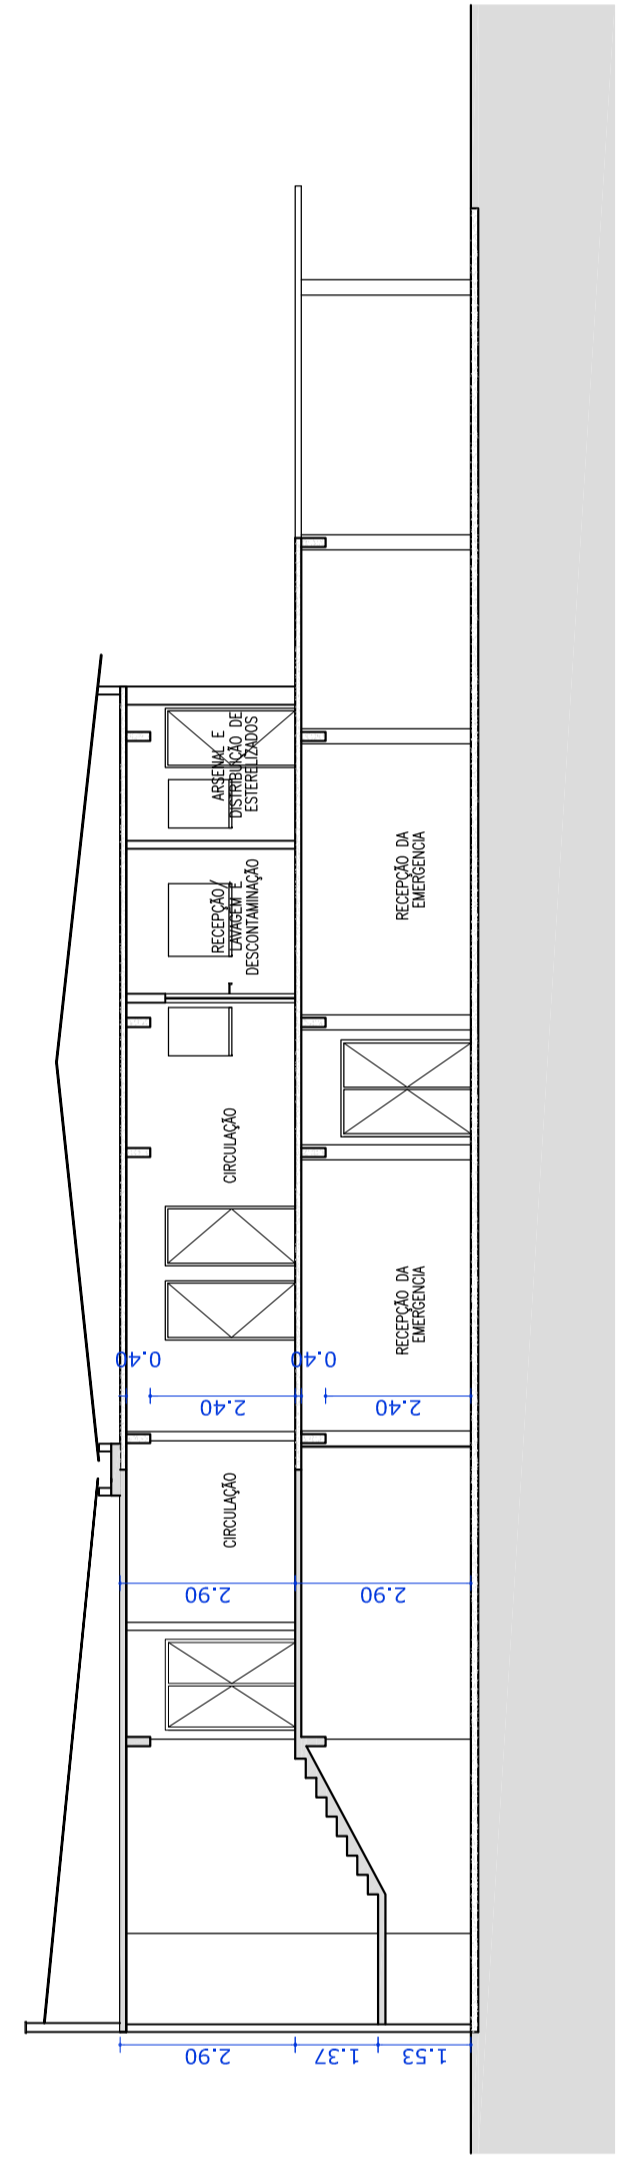 ARSENAL E
DISTRIBUIÇÃO DE
ESTERELIZADOS
RECEPÇÃO/
LAVAGEM E
DESCONTAMINAÇÃO
RECEPÇÃO DA
EMERGENCIA
CIRCULAÇÃO
RECEPÇÃO DA
EMERGENCIA
0.40
0.40
2.40
2.40
CIRCULAÇÃO
2.90
2.90
2.90
1.37
1.53